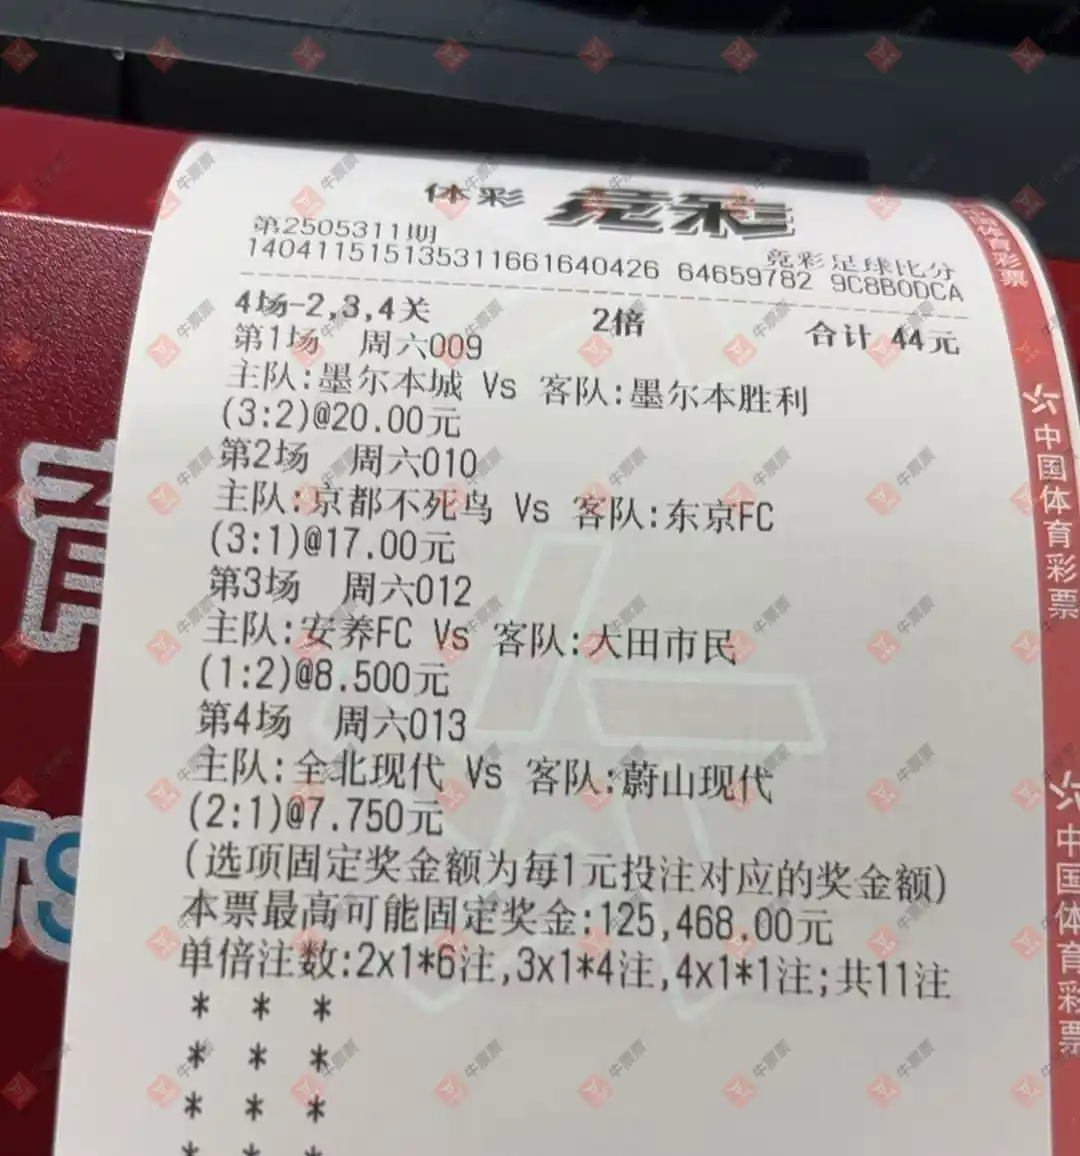 体彩 竞彩
第2505311期 竞彩足球比分
140411515135311661640426 64659782 9C8B0DCA
4场-2,3,4关 2倍 合计 44元
第1场 周六009
主队:墨尔本城 Vs 客队:墨尔本胜利
(3:2)@20.00元
第2场 周六010
主队:京都不死鸟 Vs 客队:东京FC
(3:1)@17.00元
第3场 周六012
主队:安养FC Vs 客队:大田市民
(1:2)@8.500元
第4场 周六013
主队:全北现代 Vs 客队:蔚山现代
(2:1)@7.750元
(选项固定奖金额为每1元投注对应的奖金额)
本票最高可能固定奖金:125,468.00元
单倍注数:2x1*6注,3x1*4注,4x1*1注;共11注
* * *
* * *
* * *
* * *
体育彩票
中国体育彩票
中国体育彩票
育
TS
牛票票